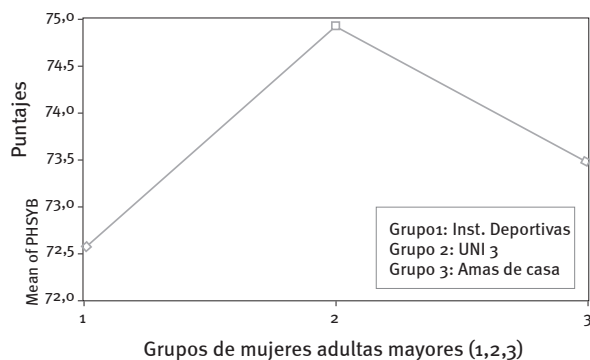 Puntajes
Mean of PHSYB
75,0
74,5
74,0
73,5
73,0
72,5
72,0
1
2
3
Grupo1: Inst. Deportivas
Grupo 2: UNI 3
Grupo 3: Amas de casa
Grupos de mujeres adultas mayores (1,2,3)